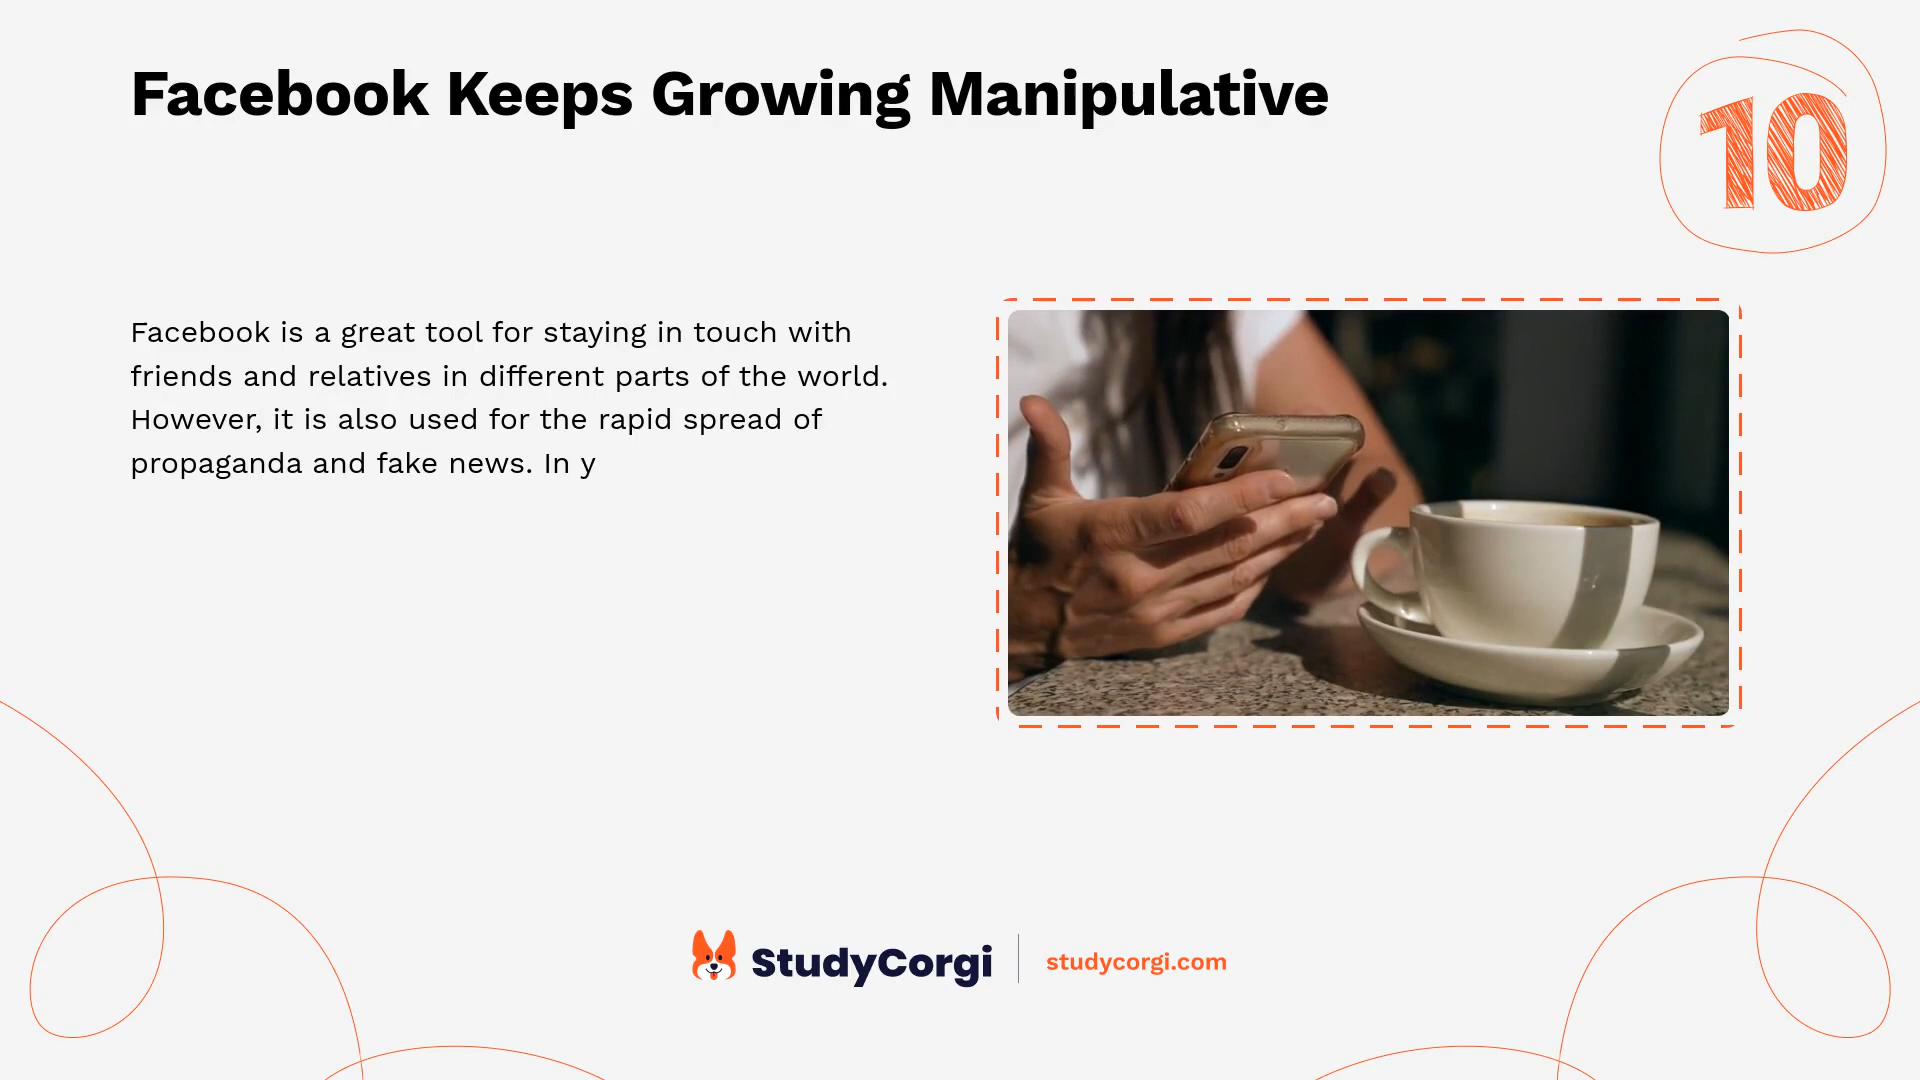 Facebook Keeps Growing Manipulative
10
Facebook is a great tool for staying in touch with
friends and relatives in different parts of the world.
However, it is also used for the rapid spread of
propaganda and fake news. In y
StudyCorgi
studycorgi.com